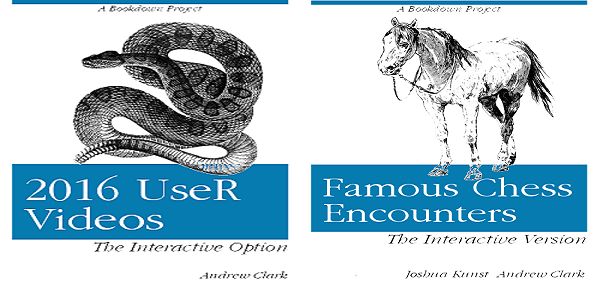 A Bookdown Project
2016 UseR
Videos
The Interactive Option
Andrew Clark
A Bookdown Project
Famous Chess
Encounters
The Interactive Version
Joshua Kunst Andrew Clark